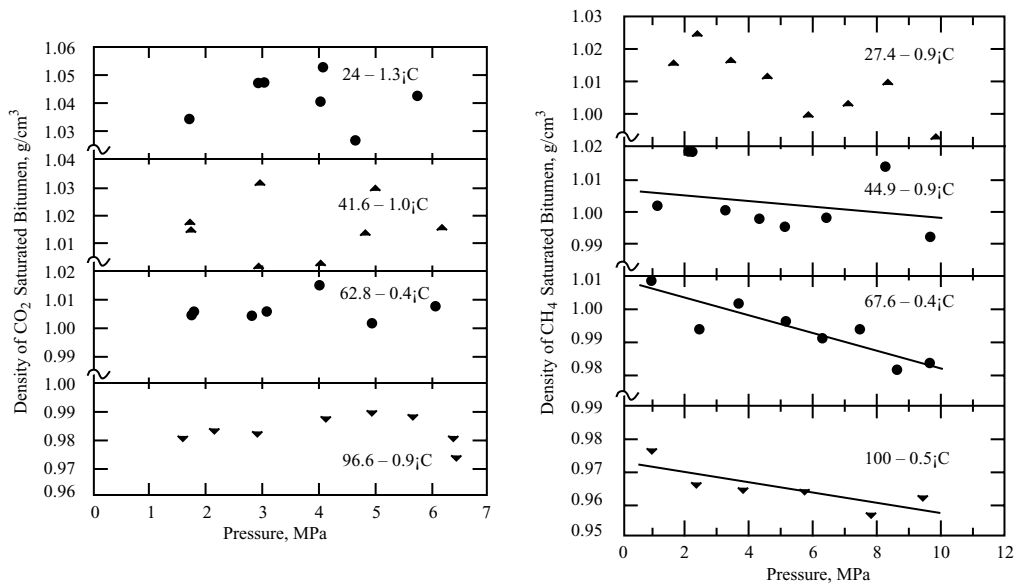 Density of CO₂ Saturated Bitumen, g/cm³
1.06
1.05
1.04
1.03
24 – 1.3¡C
1.04
1.03
1.02
1.01
41.6 – 1.0¡C
1.02
1.01
1.00
0.99
62.8 – 0.4¡C
1.00
0.99
0.98
0.97
0.96
96.6 – 0.9¡C
0 1 2 3 4 5 6 7
Pressure, MPa
Density of CH₄ Saturated Bitumen, g/cm³
1.03
1.02
1.01
1.00
27.4 – 0.9¡C
1.02
1.01
1.00
0.99
44.9 – 0.9¡C
1.01
1.00
0.99
0.98
67.6 – 0.4¡C
0.99
0.98
0.97
0.96
0.95
100 – 0.5¡C
0 2 4 6 8 10 12
Pressure, MPa